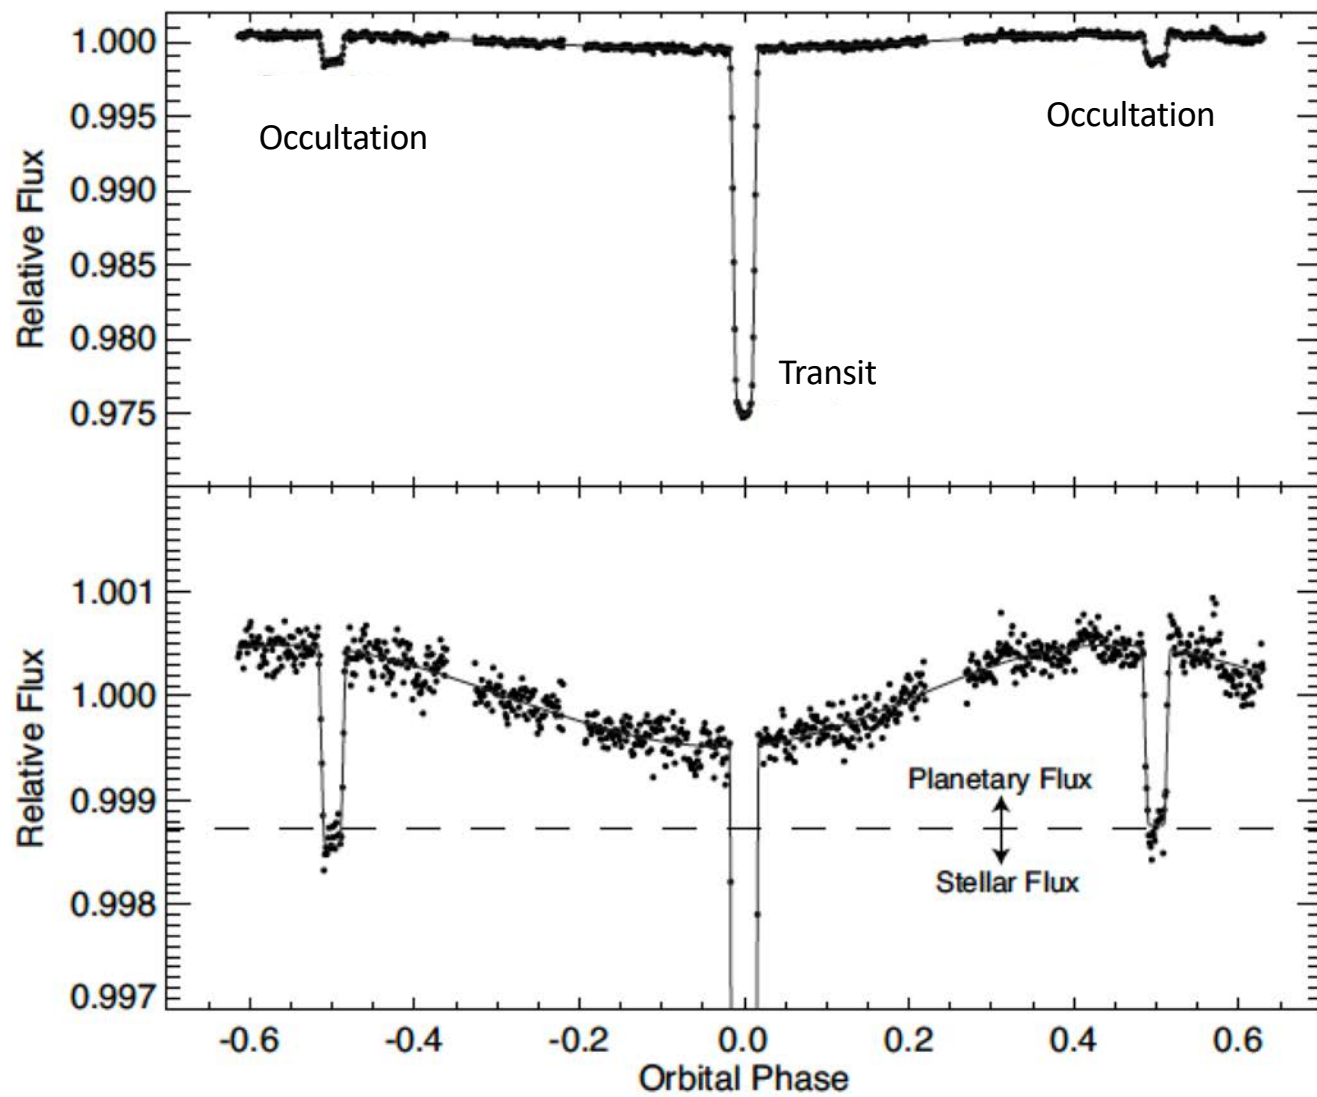 1.000
0.995
0.990
0.985
0.980
0.975
Relative Flux
Occultation
Occultation
Transit
1.001
1.000
0.999
0.998
0.997
Relative Flux
Planetary Flux
Stellar Flux
-0.6 -0.4 -0.2 0.0 0.2 0.4 0.6
Orbital Phase